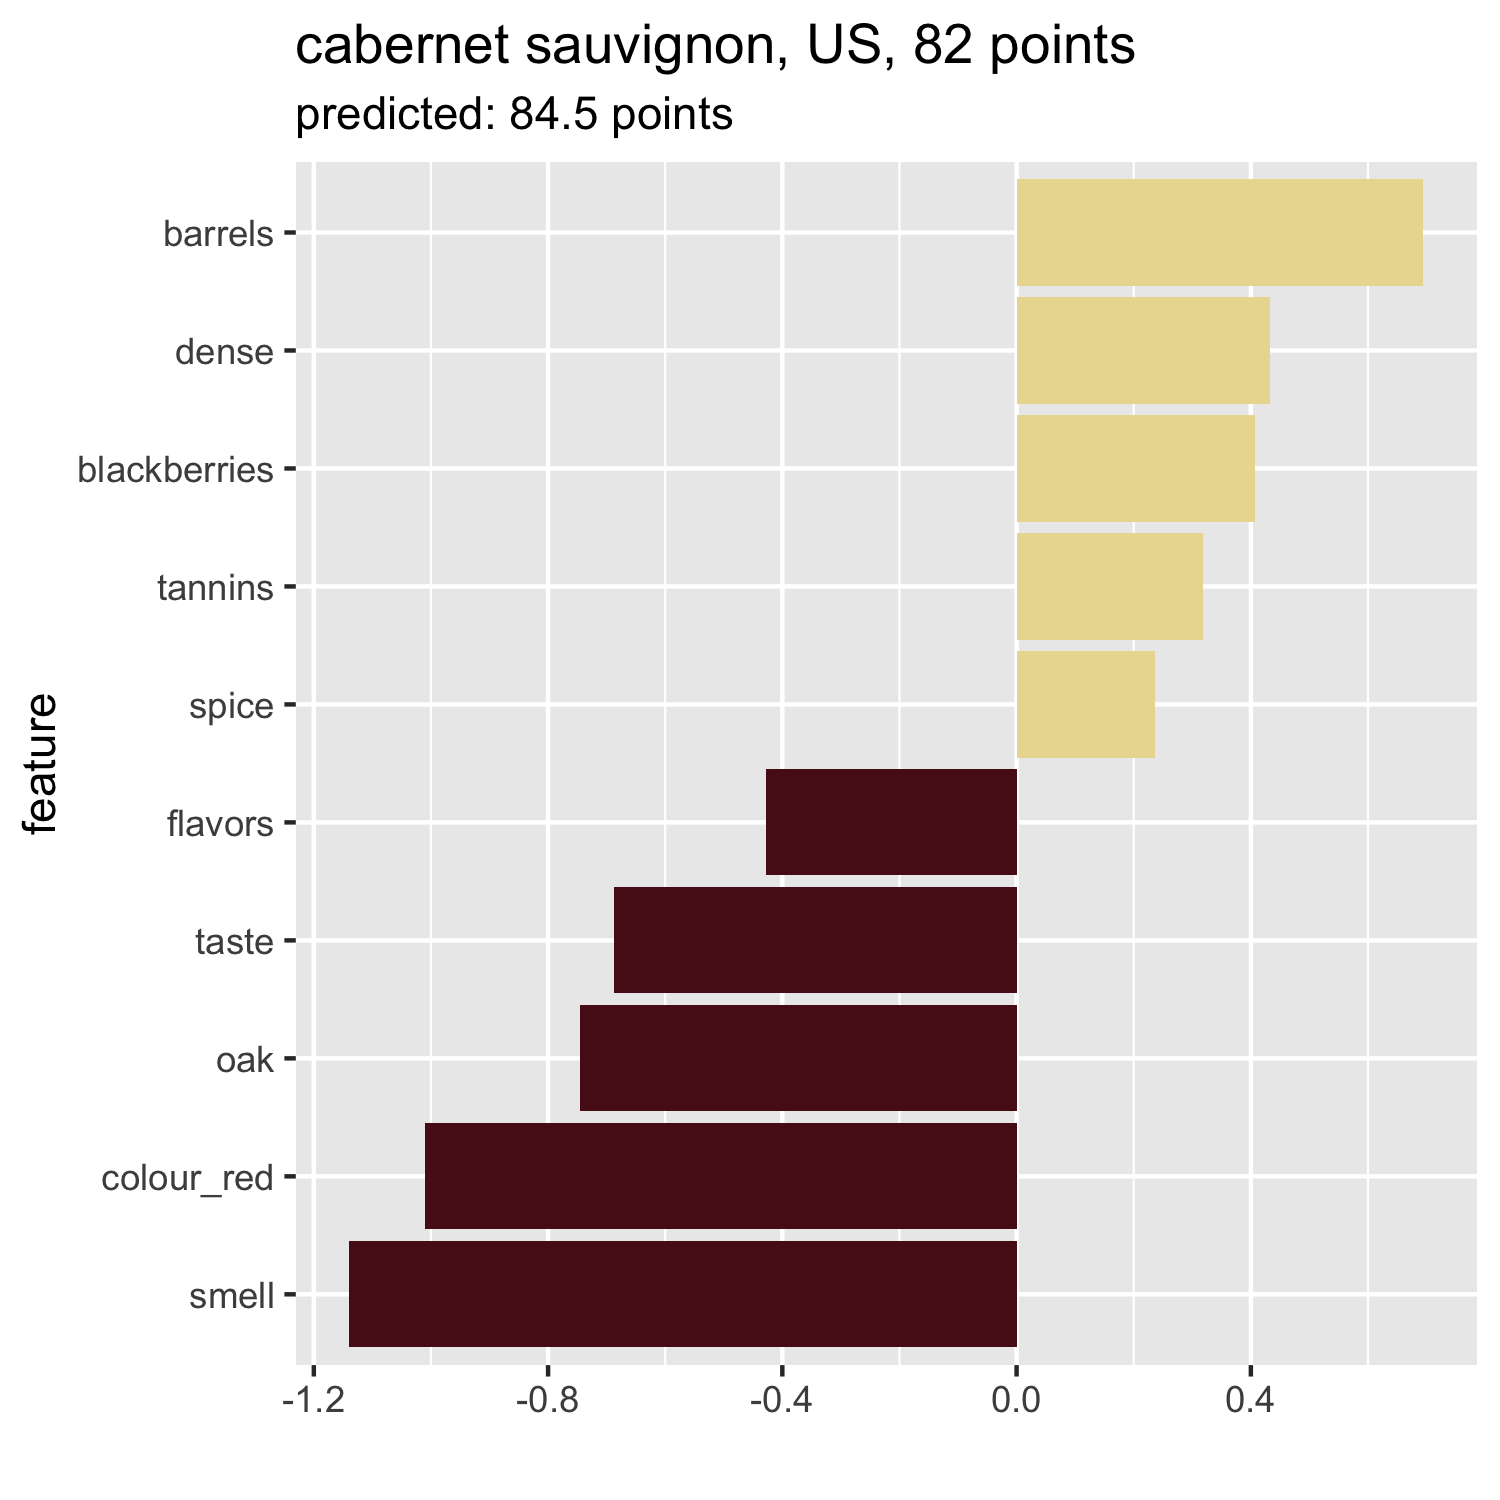 cabernet sauvignon, US, 82 points
predicted: 84.5 points
feature
barrels
dense
blackberries
tannins
spice
flavors
taste
oak
colour_red
smell
-1.2 -0.8 -0.4 0.0 0.4